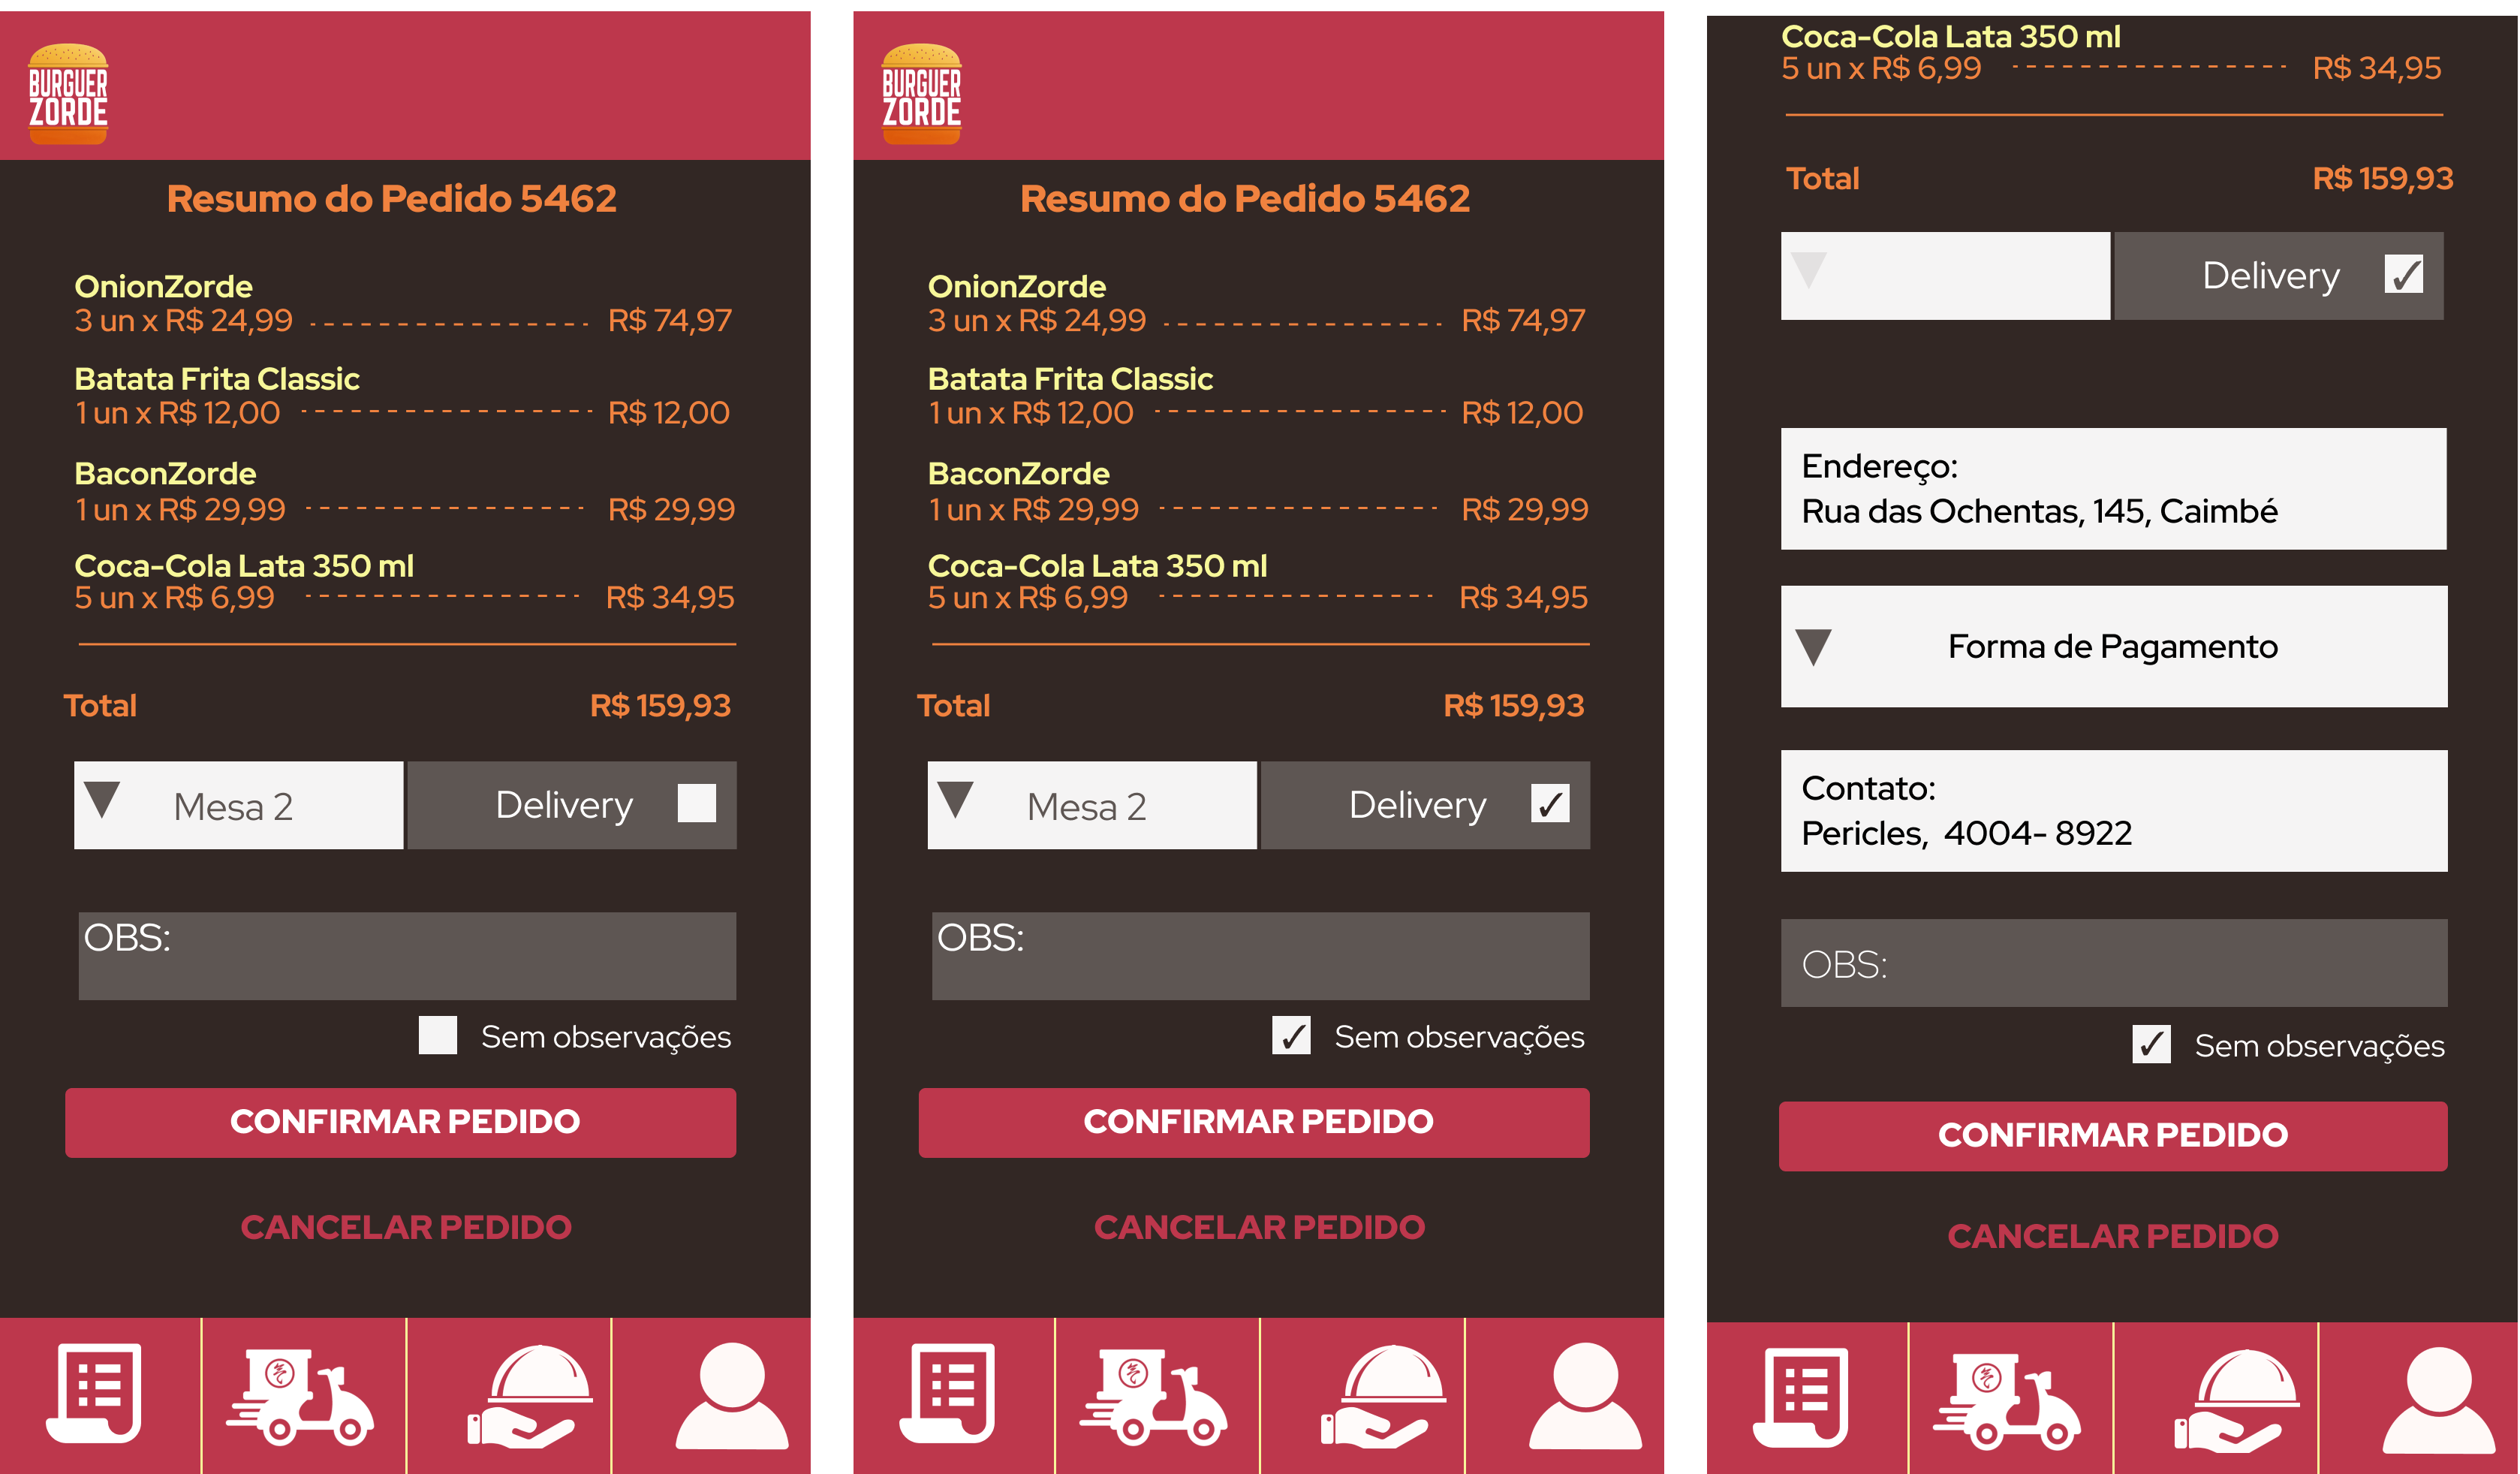 BURGUER
ZORDE
Resumo do Pedido 5462
OnionZorde
3 un x R$ 24,99 R$ 74,97
Batata Frita Classic
1 un x R$ 12,00 R$ 12,00
BaconZorde
1 un x R$ 29,99 R$ 29,99
Coca-Cola Lata 350 ml
5 un x R$ 6,99 R$ 34,95
Total R$ 159,93
Mesa 2 Delivery
OBS:
Sem observações
CONFIRMAR PEDIDO
CANCELAR PEDIDO
BURGUER
ZORDE
Resumo do Pedido 5462
OnionZorde
3 un x R$ 24,99 R$ 74,97
Batata Frita Classic
1 un x R$ 12,00 R$ 12,00
BaconZorde
1 un x R$ 29,99 R$ 29,99
Coca-Cola Lata 350 ml
5 un x R$ 6,99 R$ 34,95
Total R$ 159,93
Mesa 2 Delivery ✓
OBS:
✓ Sem observações
CONFIRMAR PEDIDO
CANCELAR PEDIDO
Coca-Cola Lata 350 ml
5 un x R$ 6,99 R$ 34,95
Total R$ 159,93
Delivery ✓
Endereço:
Rua das Ochentas, 145, Caimbé
Forma de Pagamento
Contato:
Pericles, 4004- 8922
OBS:
✓ Sem observações
CONFIRMAR PEDIDO
CANCELAR PEDIDO